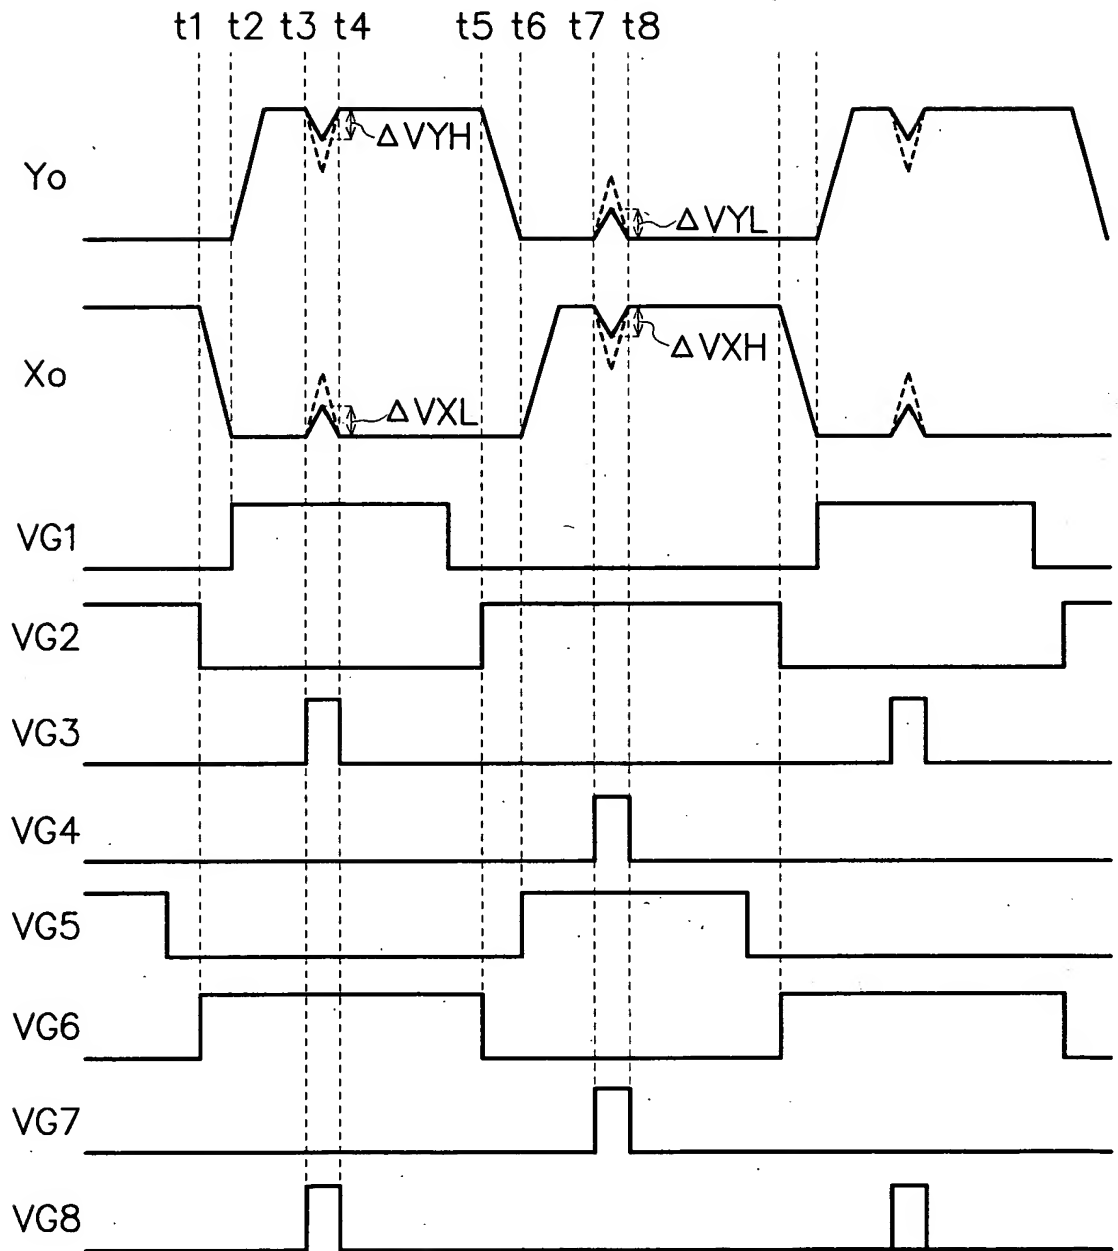 t1 t2 t3 t4 t5 t6 t7 t8
ΔVYH
Yo
ΔVYL
Xo
ΔVXH
ΔVXL
VG1
VG2
VG3
VG4
VG5
VG6
VG7
VG8